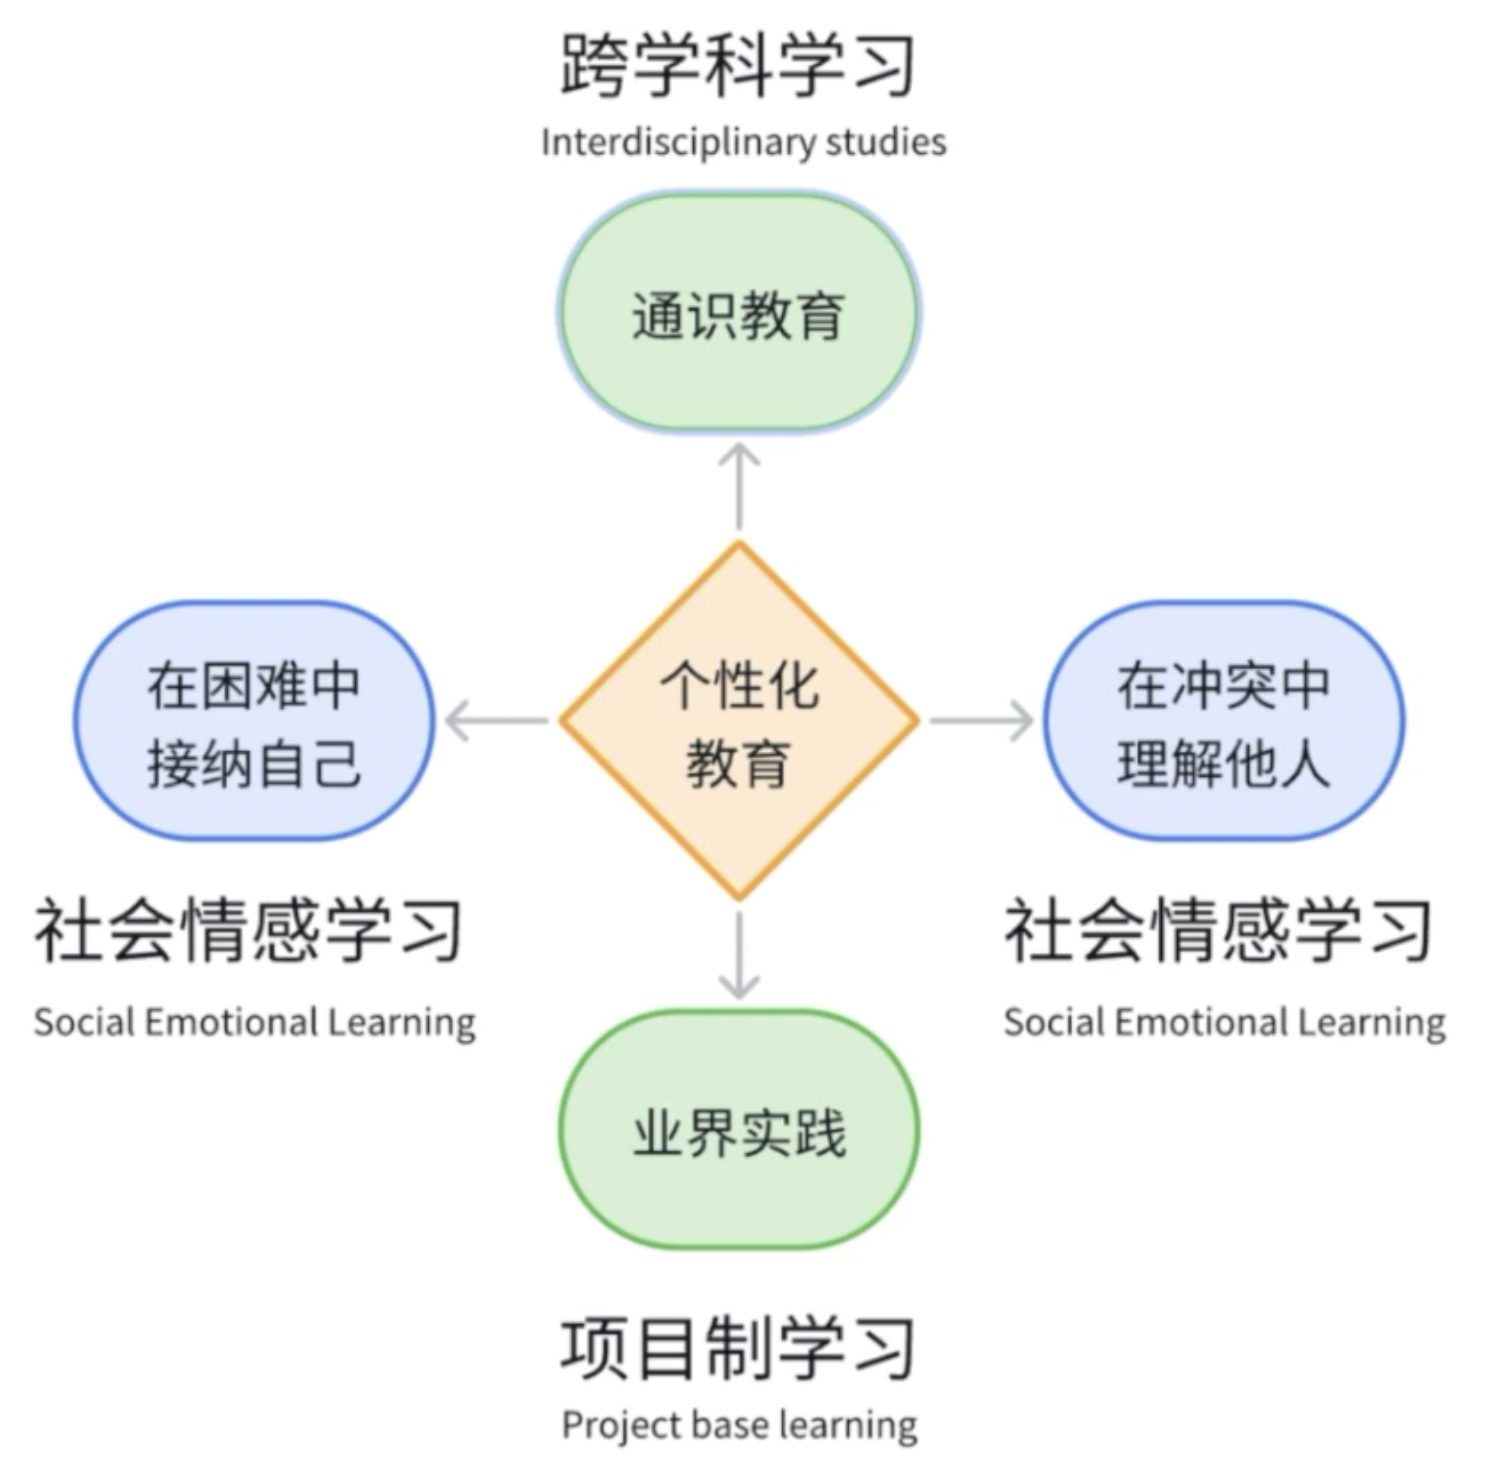 跨学科学习
Interdisciplinary studies
通识教育
在困难中
接纳自己
个性化
教育
在冲突中
理解他人
社会情感学习
Social Emotional Learning
社会情感学习
Social Emotional Learning
业界实践
项目制学习
Project base learning